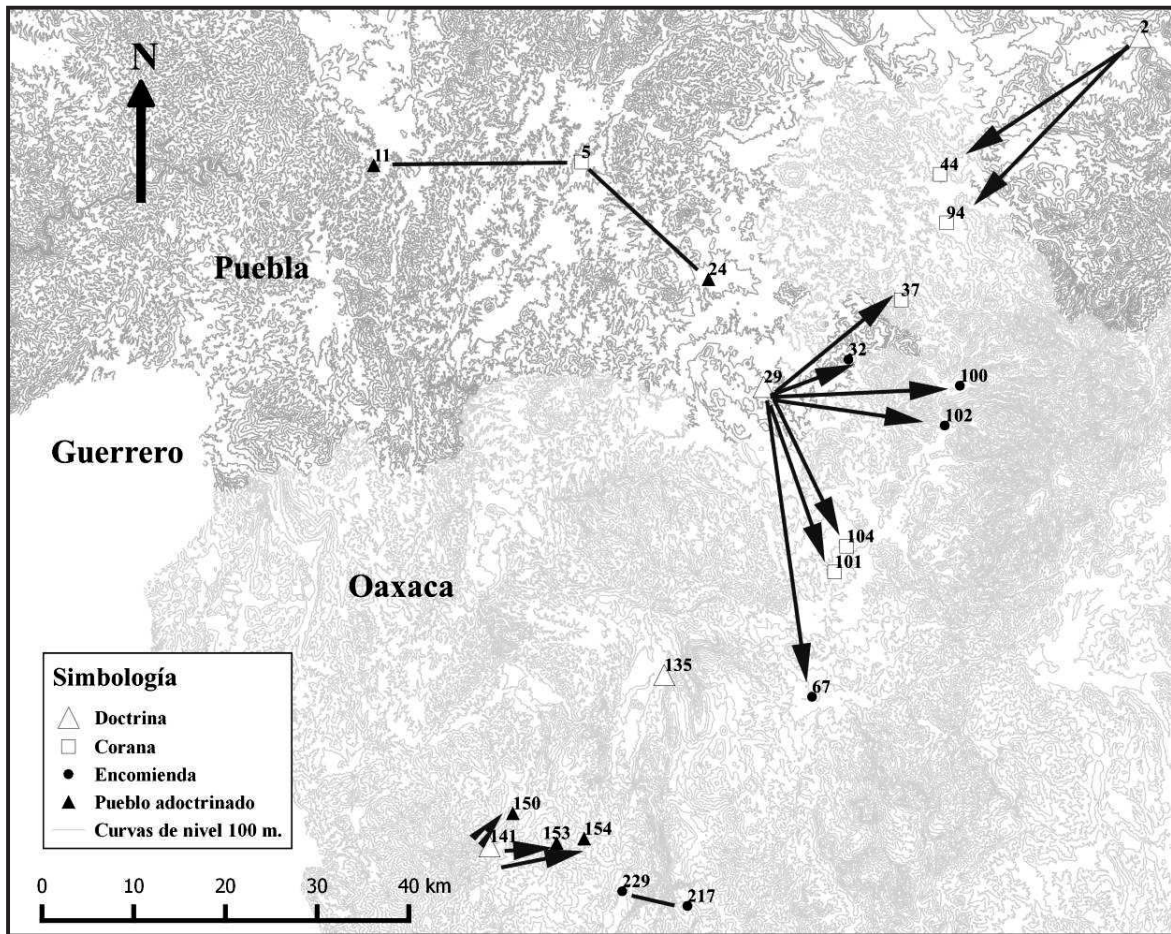 N
2
11
5
44
94
24
Puebla
37
32
29
100
102
Guerrero
104
101
Oaxaca
135
67
Simbología
Doctrina
Corana
Encomienda
Pueblo adoctrinado
Curvas de nivel 100 m.
150
141
153
154
229
217
0 10 20 30 40 km